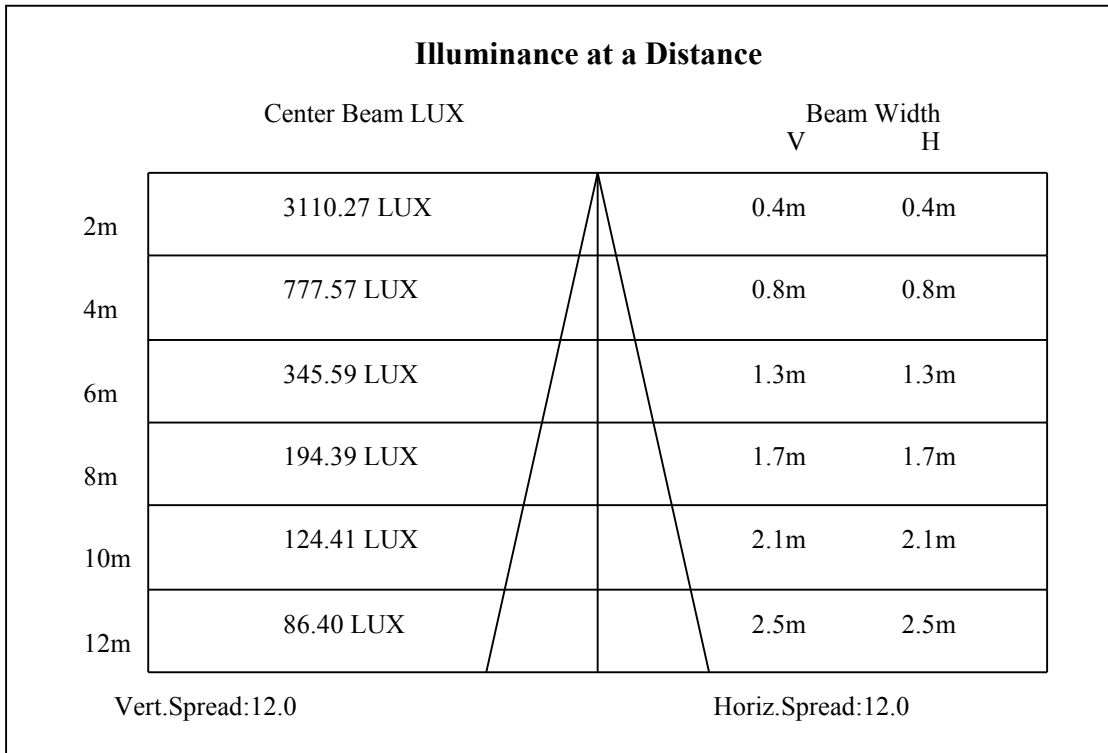 Illuminance at a Distance
Center Beam LUX Beam Width
V H
2m 3110.27 LUX 0.4m 0.4m
4m 777.57 LUX 0.8m 0.8m
6m 345.59 LUX 1.3m 1.3m
8m 194.39 LUX 1.7m 1.7m
10m 124.41 LUX 2.1m 2.1m
12m 86.40 LUX 2.5m 2.5m
Vert.Spread:12.0 Horiz.Spread:12.0